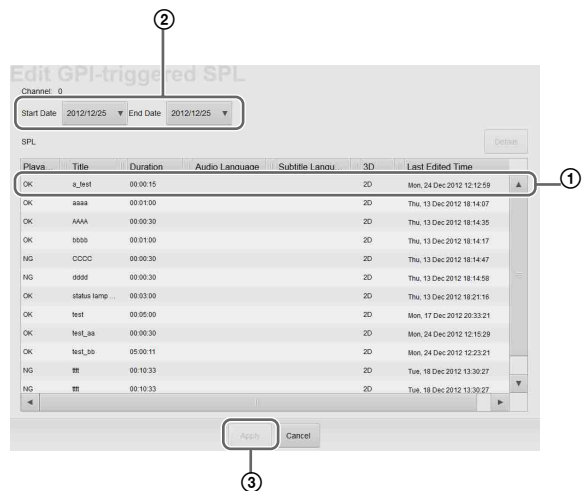 ②
Edit GPI-triggered SPL
Channel: 0
Start Date 2012/12/25 ▼ End Date 2012/12/25 ▼
SPL Details
Playa... Title Duration Audio Language Subtitle Langu... 3D Last Edited Time
OK a_test 00:00:15 2D Mon, 24 Dec 2012 12:12:59 ①
OK aaaa 00:01:00 2D Thu, 13 Dec 2012 18:14:07
OK AAAA 00:00:30 2D Thu, 13 Dec 2012 18:14:35
OK bbbb 00:01:00 2D Thu, 13 Dec 2012 18:14:17
NG CCCC 00:00:30 2D Thu, 13 Dec 2012 18:14:47
NG dddd 00:00:30 2D Thu, 13 Dec 2012 18:14:58
OK status lamp ... 00:03:00 2D Thu, 13 Dec 2012 18:21:16
OK test 00:05:00 2D Mon, 17 Dec 2012 20:33:21
OK test_aa 00:00:30 2D Mon, 24 Dec 2012 12:15:29
OK test_bb 05:00:11 2D Mon, 24 Dec 2012 12:23:21
NG tttt 00:10:33 2D Tue, 18 Dec 2012 13:30:27
NG tttt 00:10:33 2D Tue, 18 Dec 2012 13:30:27
Apply Cancel
③